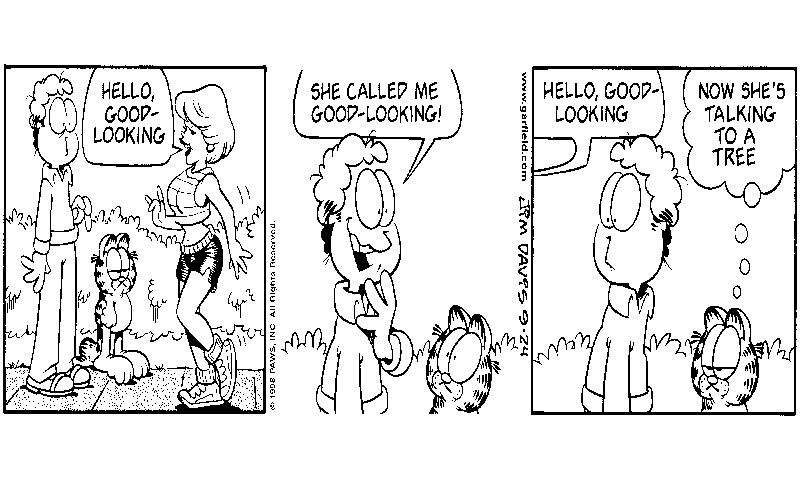 HELLO,
GOOD-
LOOKING
© 1998 PAWS, INC. All Rights Reserved.
SHE CALLED ME
GOOD-LOOKING!
www.garfield.com
JIM DAVIS 9-24
HELLO, GOOD-
LOOKING
NOW SHE'S
TALKING
TO A
TREE